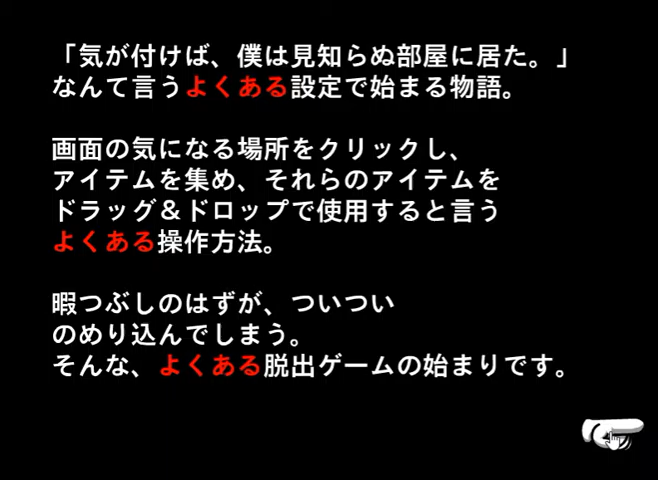 「気が付けば、僕は見知らぬ部屋に居た。」
なんて言うよくある設定で始まる物語。
画面の気になる場所をクリックし、
アイテムを集め、それらのアイテムを
ドラッグ＆ドロップで使用すると言う
よくある操作方法。
暇つぶしのはずが、ついつい
のめり込んでしまう。
そんな、よくある脱出ゲームの始まりです。